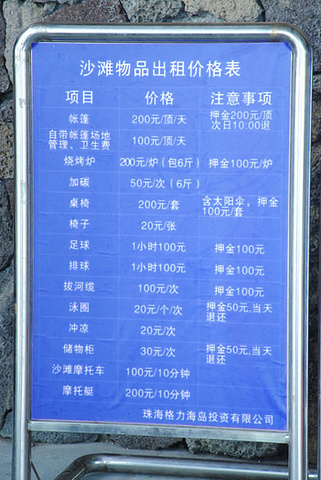 沙滩物品出租价格表
项目 价格 注意事项
帐篷 200元/顶/天 押金200元/顶 次日10:00退
自带帐篷场地管理、卫生费 100元/顶/天
烧烤炉 200元/炉（包6斤） 押金100元/炉
加碳 50元/次（6斤）
桌椅 200元/套 含太阳伞，押金100元/套
椅子 20元/张
足球 1小时100元 押金100元
排球 1小时100元 押金100元
拔河缆 100元/次 押金100元
泳圈 20元/个/次 押金50元,当天退还
冲凉 20元/次
储物柜 30元/次 押金50元,当天退还
沙滩摩托车 100元/10分钟
摩托艇 200元/10分钟
珠海格力海岛投资有限公司